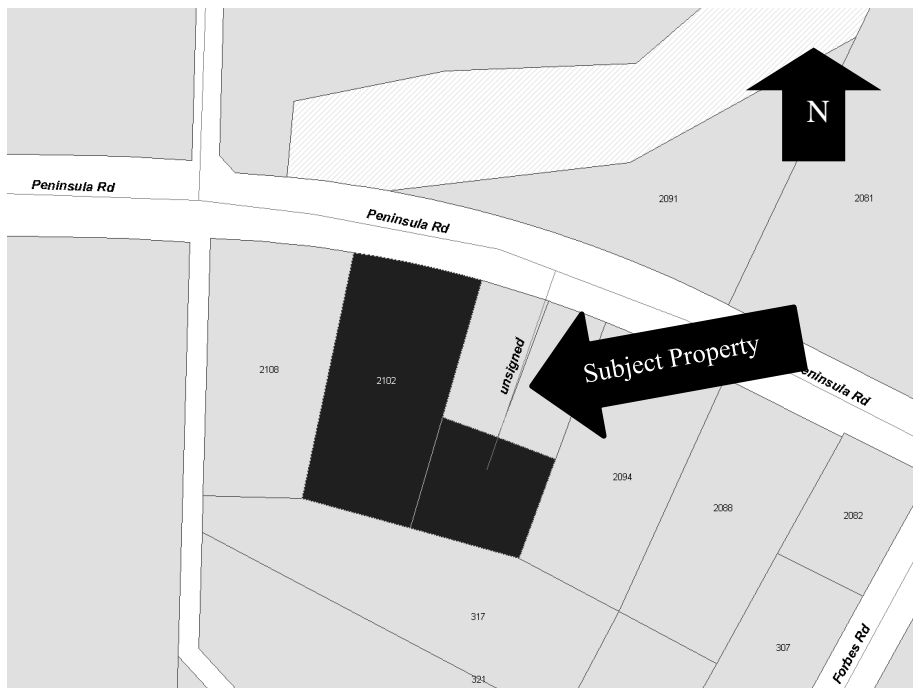 N
Peninsula Rd
2091
2081
Peninsula Rd
unsigned
Subject Property
2108
2102
eninsula Rd
2094
2088
2082
317
307
Forbes Rd
321